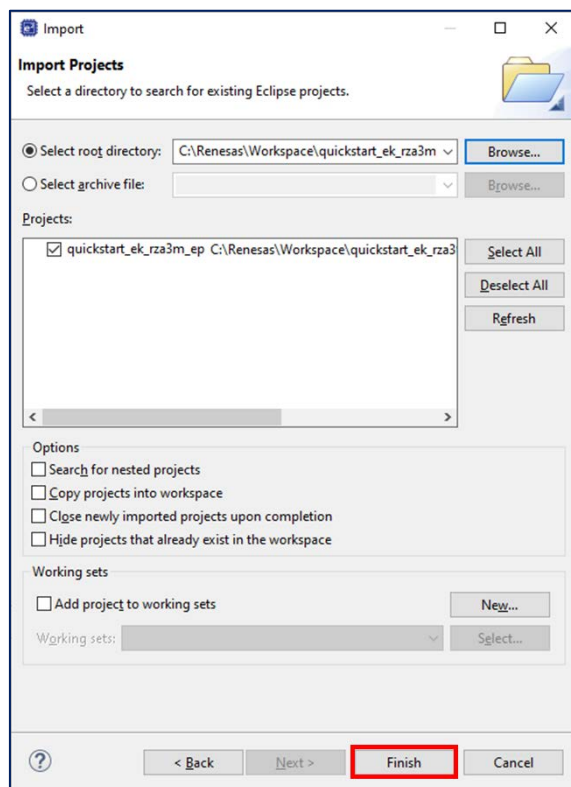 Import
Import Projects
Select a directory to search for existing Eclipse projects.
Select root directory: C:\Renesas\Workspace\quickstart_ek_rza3m Browse...
Select archive file: Browse...
Projects:
quickstart_ek_rza3m_ep C:\Renesas\Workspace\quickstart_ek_rza3 Select All
Deselect All
Refresh
Options
Search for nested projects
Copy projects into workspace
Close newly imported projects upon completion
Hide projects that already exist in the workspace
Working sets
Add project to working sets New...
Working sets: Select...
? < Back Next > Finish Cancel